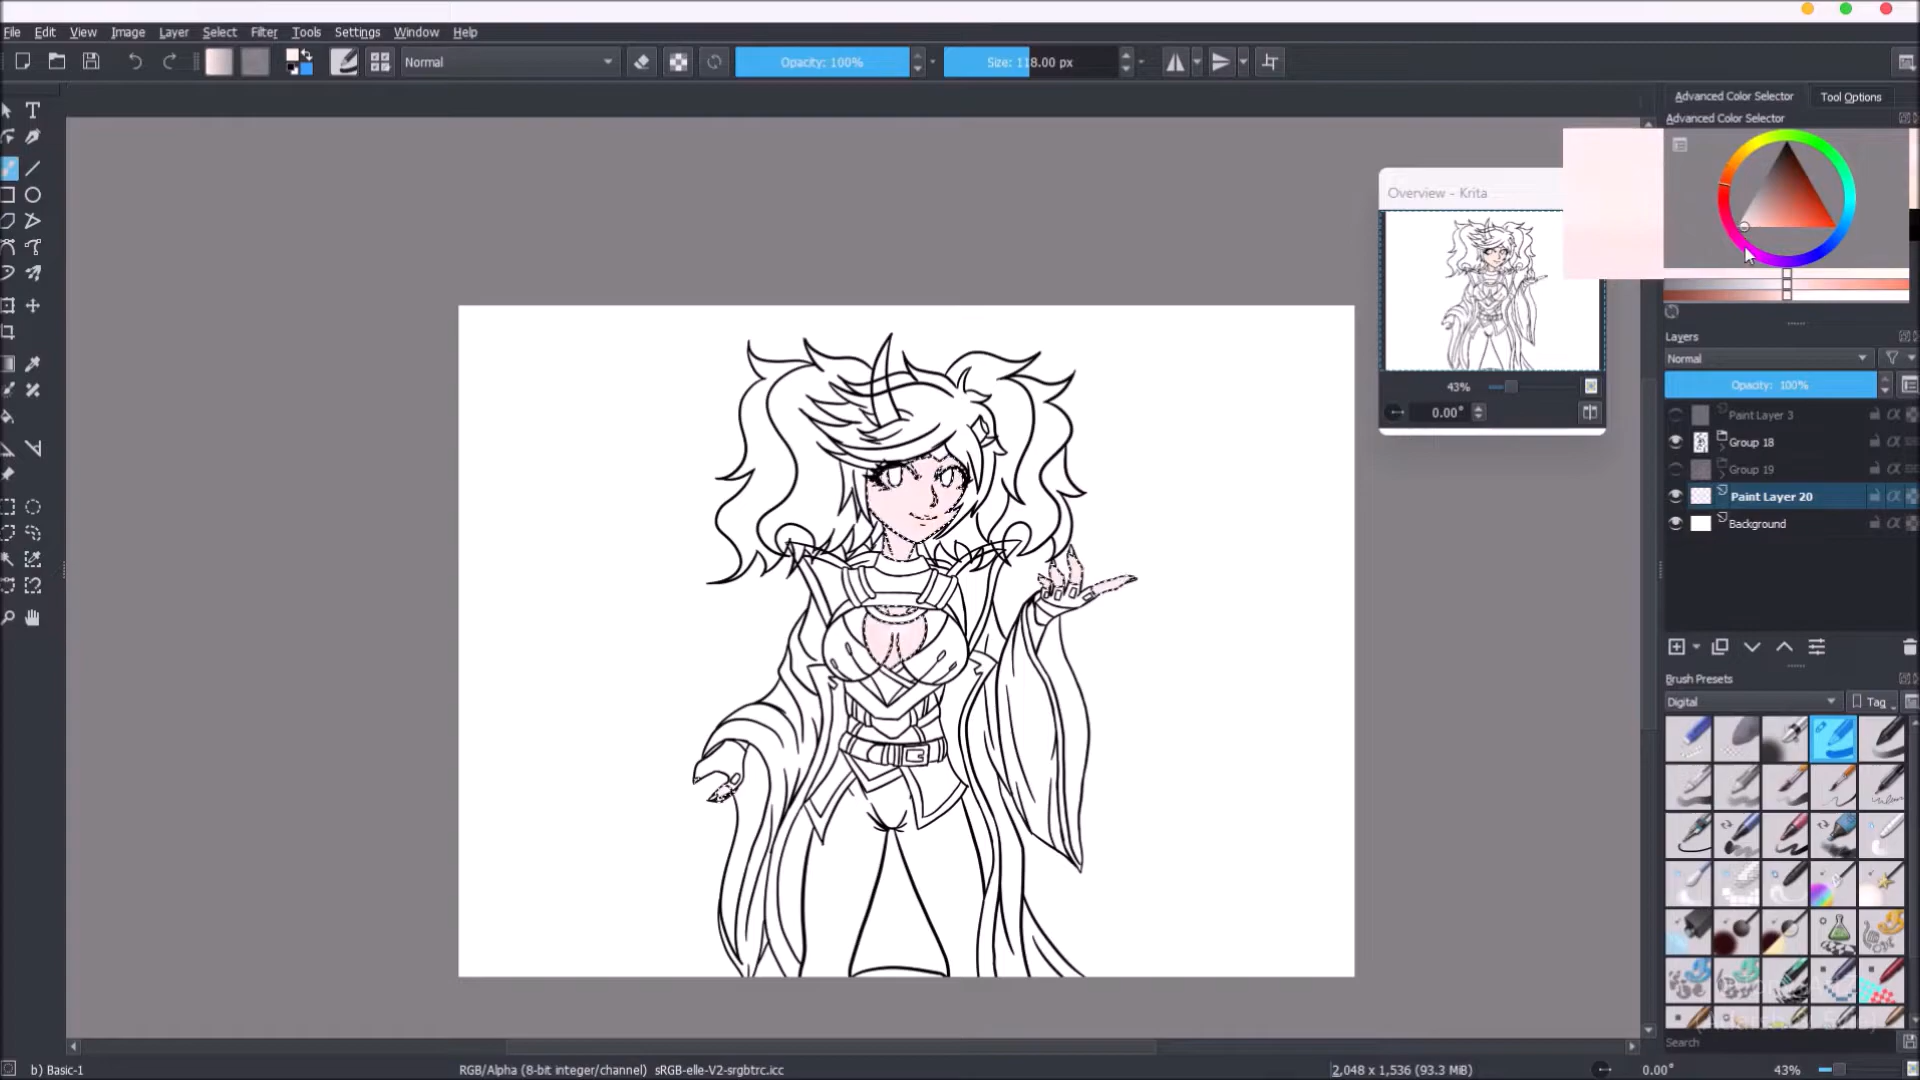 File Edit View Image Layer Select Filter Tools Settings Window Help
Normal Opacity: 100% Size: 118.00 px
Advanced Color Selector Tool Options
Advanced Color Selector
Overview - Krita
43%
0.00°
Layers
Normal
Opacity: 100%
Paint Layer 3
Group 18
Group 19
Paint Layer 20
Background
Brush Presets
Digital Tag
Search
b) Basic-1 RGB/Alpha (8-bit integer/channel) sRGB-elle-V2-srgbtrc.icc 2,048 x 1,536 (93.3 MiB) 0.00° 43%